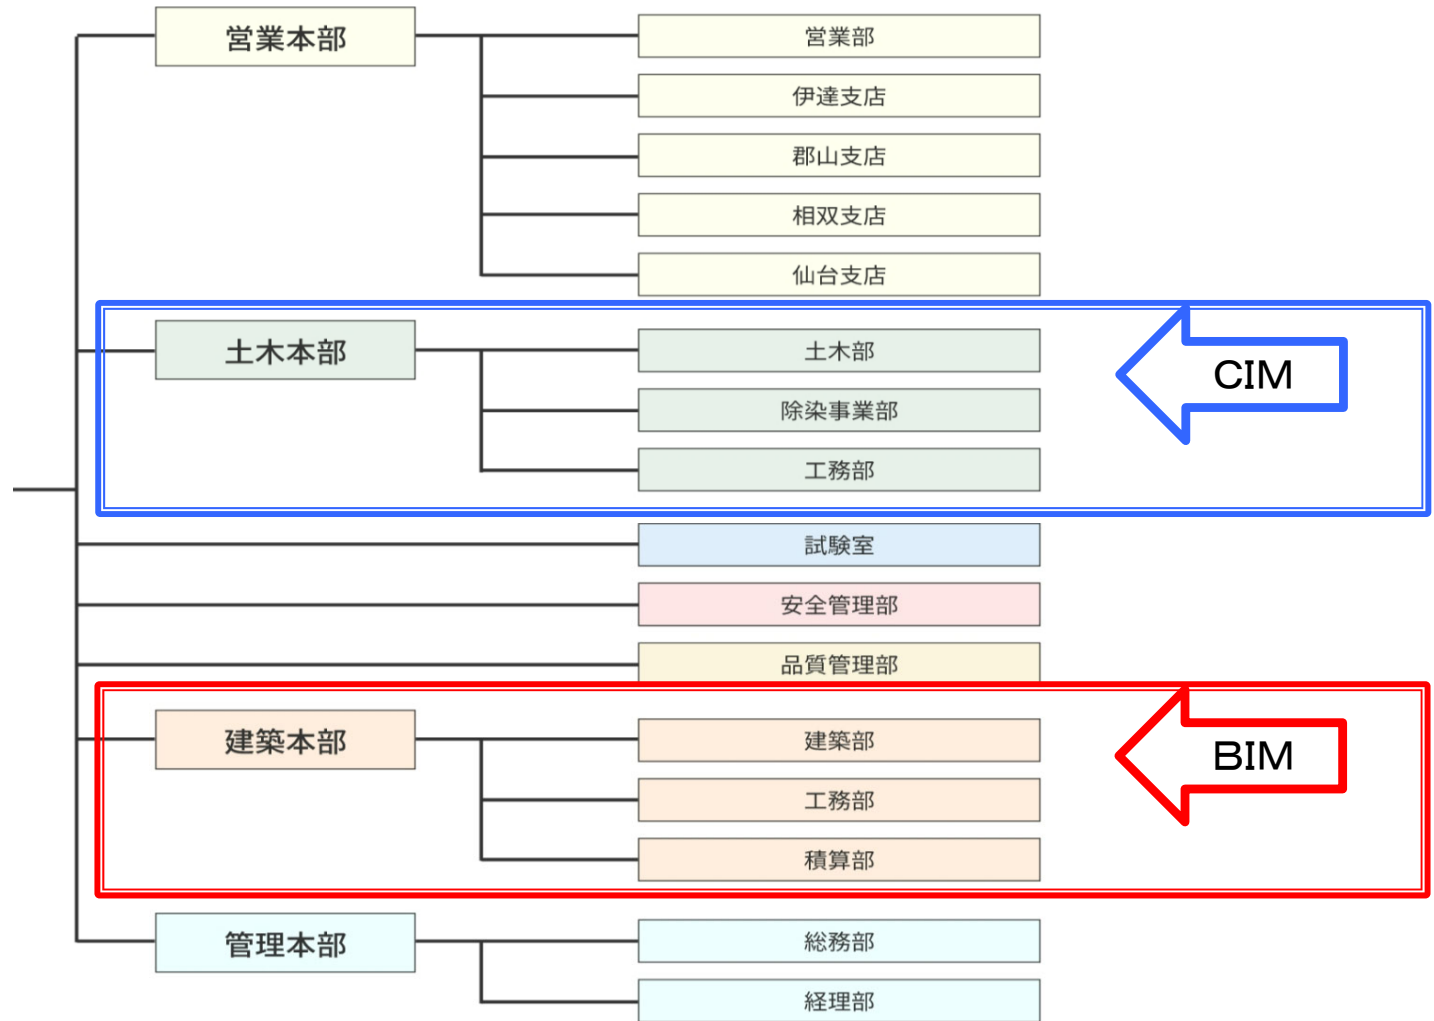 営業本部
営業部
伊達支店
郡山支店
相双支店
仙台支店
土木本部
土木部
CIM
除染事業部
工務部
試験室
安全管理部
品質管理部
建築本部
建築部
BIM
工務部
積算部
管理本部
総務部
経理部